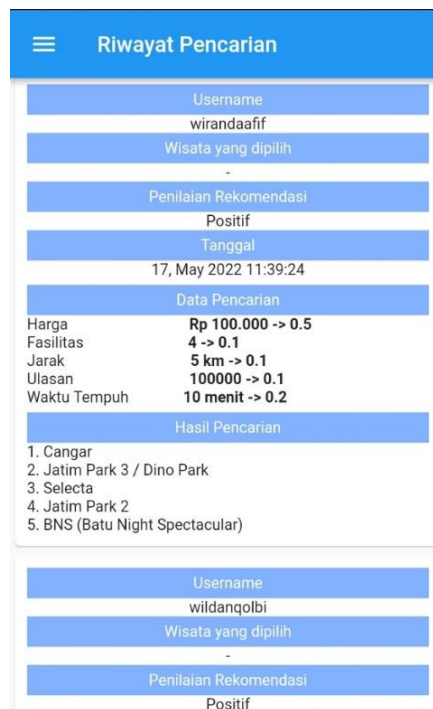 Riwayat Pencarian
Username
wirandaafif
Wisata yang dipilih
-
Penilaian Rekomendasi
Positif
Tanggal
17, May 2022 11:39:24
Data Pencarian
Harga Rp 100.000 -> 0.5
Fasilitas 4 -> 0.1
Jarak 5 km -> 0.1
Ulasan 100000 -> 0.1
Waktu Tempuh 10 menit -> 0.2
Hasil Pencarian
1. Cangar
2. Jatim Park 3 / Dino Park
3. Selecta
4. Jatim Park 2
5. BNS (Batu Night Spectacular)
Username
wildanqolbi
Wisata yang dipilih
-
Penilaian Rekomendasi
Positif